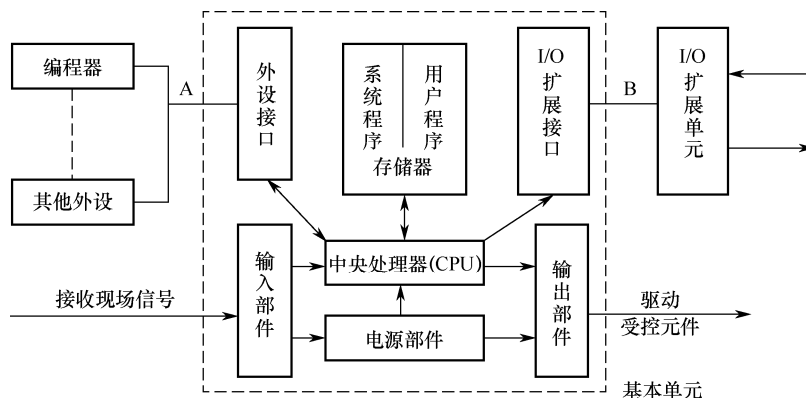 编程器
其他外设
A
外设接口
系统程序
用户程序
存储器
I/O
扩展接口
B
I/O
扩展单元
接收现场信号
输入部件
中央处理器(CPU)
电源部件
输出部件
驱动
受控元件
基本单元